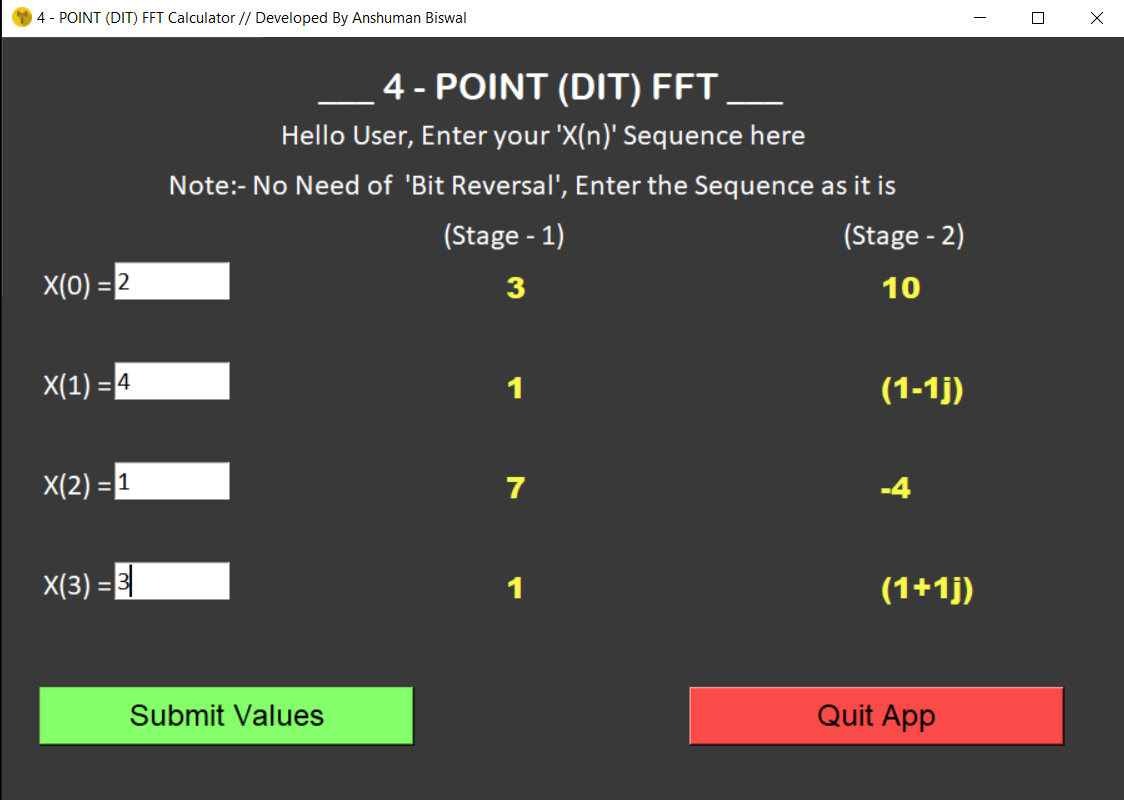 4 - POINT (DIT) FFT Calculator // Developed By Anshuman Biswal
___ 4 - POINT (DIT) FFT ___
Hello User, Enter your 'X(n)' Sequence here
Note:- No Need of 'Bit Reversal', Enter the Sequence as it is
(Stage - 1) (Stage - 2)
X(0) = 2 3 10
X(1) = 4 1 (1-1j)
X(2) = 1 7 -4
X(3) = 3 1 (1+1j)
Submit Values Quit App